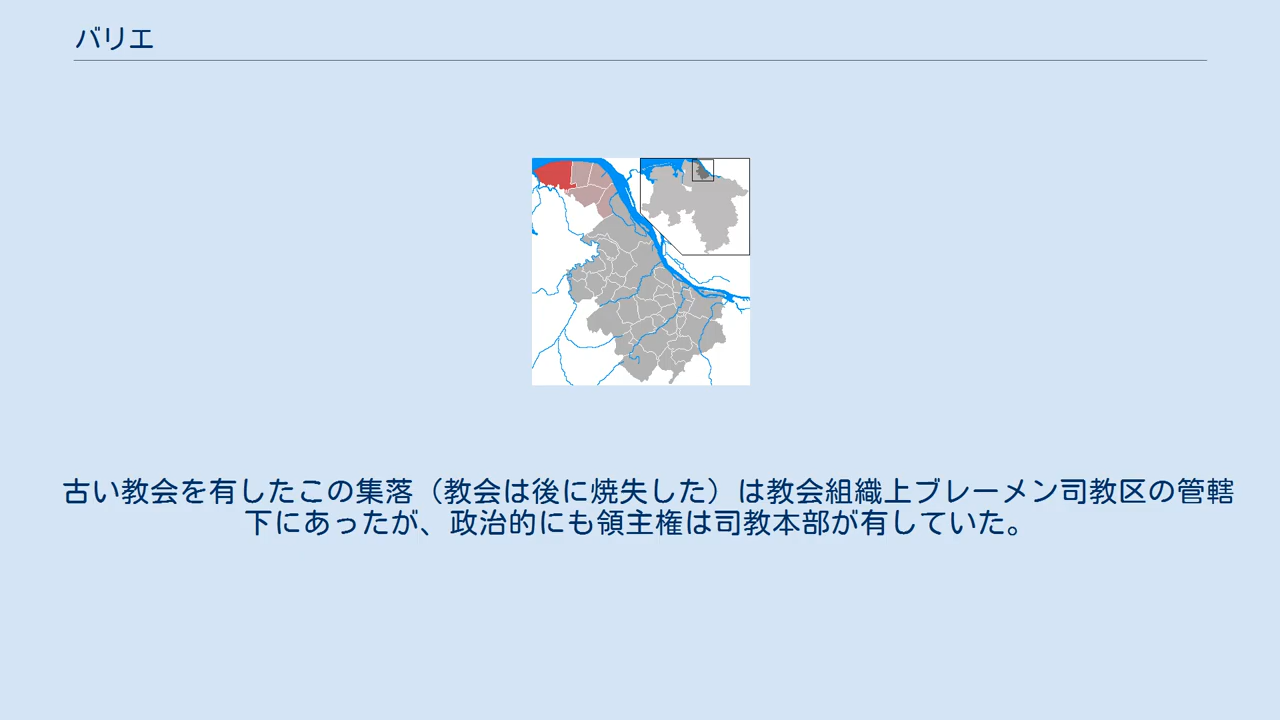 バリエ
古い教会を有したこの集落（教会は後に焼失した）は教会組織上ブレーメン司教区の管轄
下にあったが、政治的にも領主権は司教本部が有していた。